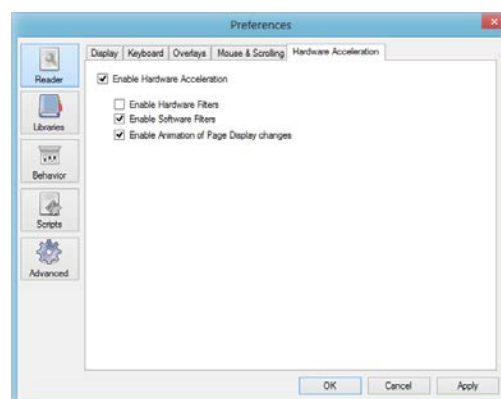 Preferences
Display Keyboard Overlays Mouse & Scrolling Hardware Acceleration
Reader
Enable Hardware Acceleration
Enable Hardware Filters
Enable Software Filters
Enable Animation of Page Display changes
Libraries
Behavior
Scripts
Advanced
OK Cancel Apply